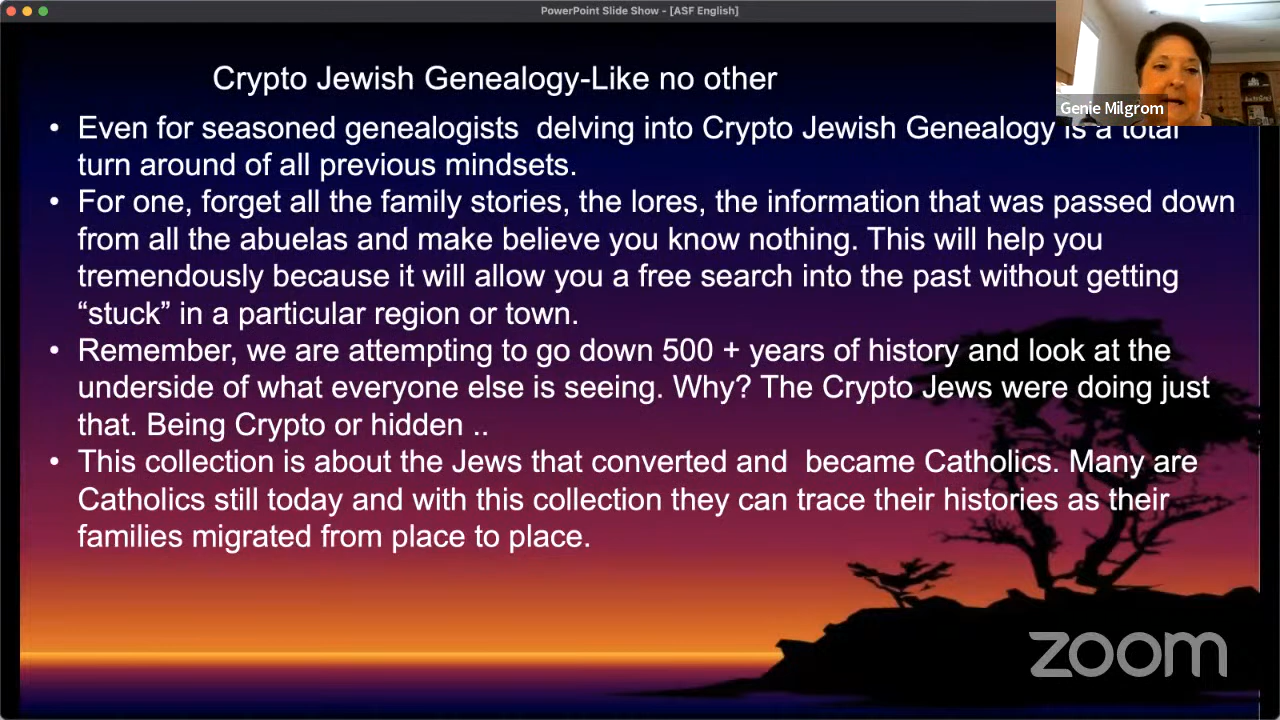 PowerPoint Slide Show - [ASF English]
Genie Milgrom
Crypto Jewish Genealogy-Like no other
• Even for seasoned genealogists  delving into Crypto Jewish Genealogy is a total
turn around of all previous mindsets.
• For one, forget all the family stories, the lores, the information that was passed down
from all the abuelas and make believe you know nothing. This will help you
tremendously because it will allow you a free search into the past without getting
“stuck” in a particular region or town.
• Remember, we are attempting to go down 500 + years of history and look at the
underside of what everyone else is seeing. Why? The Crypto Jews were doing just
that. Being Crypto or hidden ..
• This collection is about the Jews that converted and  became Catholics. Many are
Catholics still today and with this collection they can trace their histories as their
families migrated from place to place.
zoom